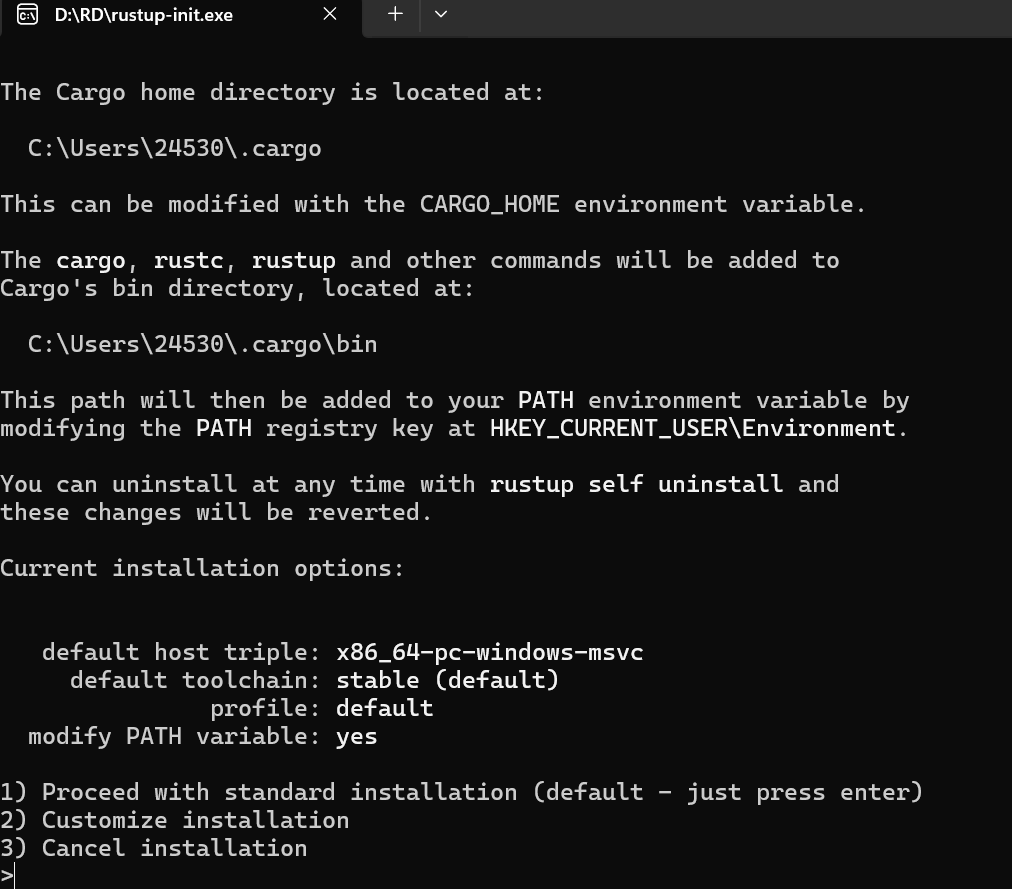 D:\RD\rustup-init.exe
The Cargo home directory is located at:
C:\Users\24530\.cargo
This can be modified with the CARGO_HOME environment variable.
The cargo, rustc, rustup and other commands will be added to
Cargo's bin directory, located at:
C:\Users\24530\.cargo\bin
This path will then be added to your PATH environment variable by
modifying the PATH registry key at HKEY_CURRENT_USER\Environment.
You can uninstall at any time with rustup self uninstall and
these changes will be reverted.
Current installation options:
default host triple: x86_64-pc-windows-msvc
default toolchain: stable (default)
profile: default
modify PATH variable: yes
1) Proceed with standard installation (default - just press enter)
2) Customize installation
3) Cancel installation
>